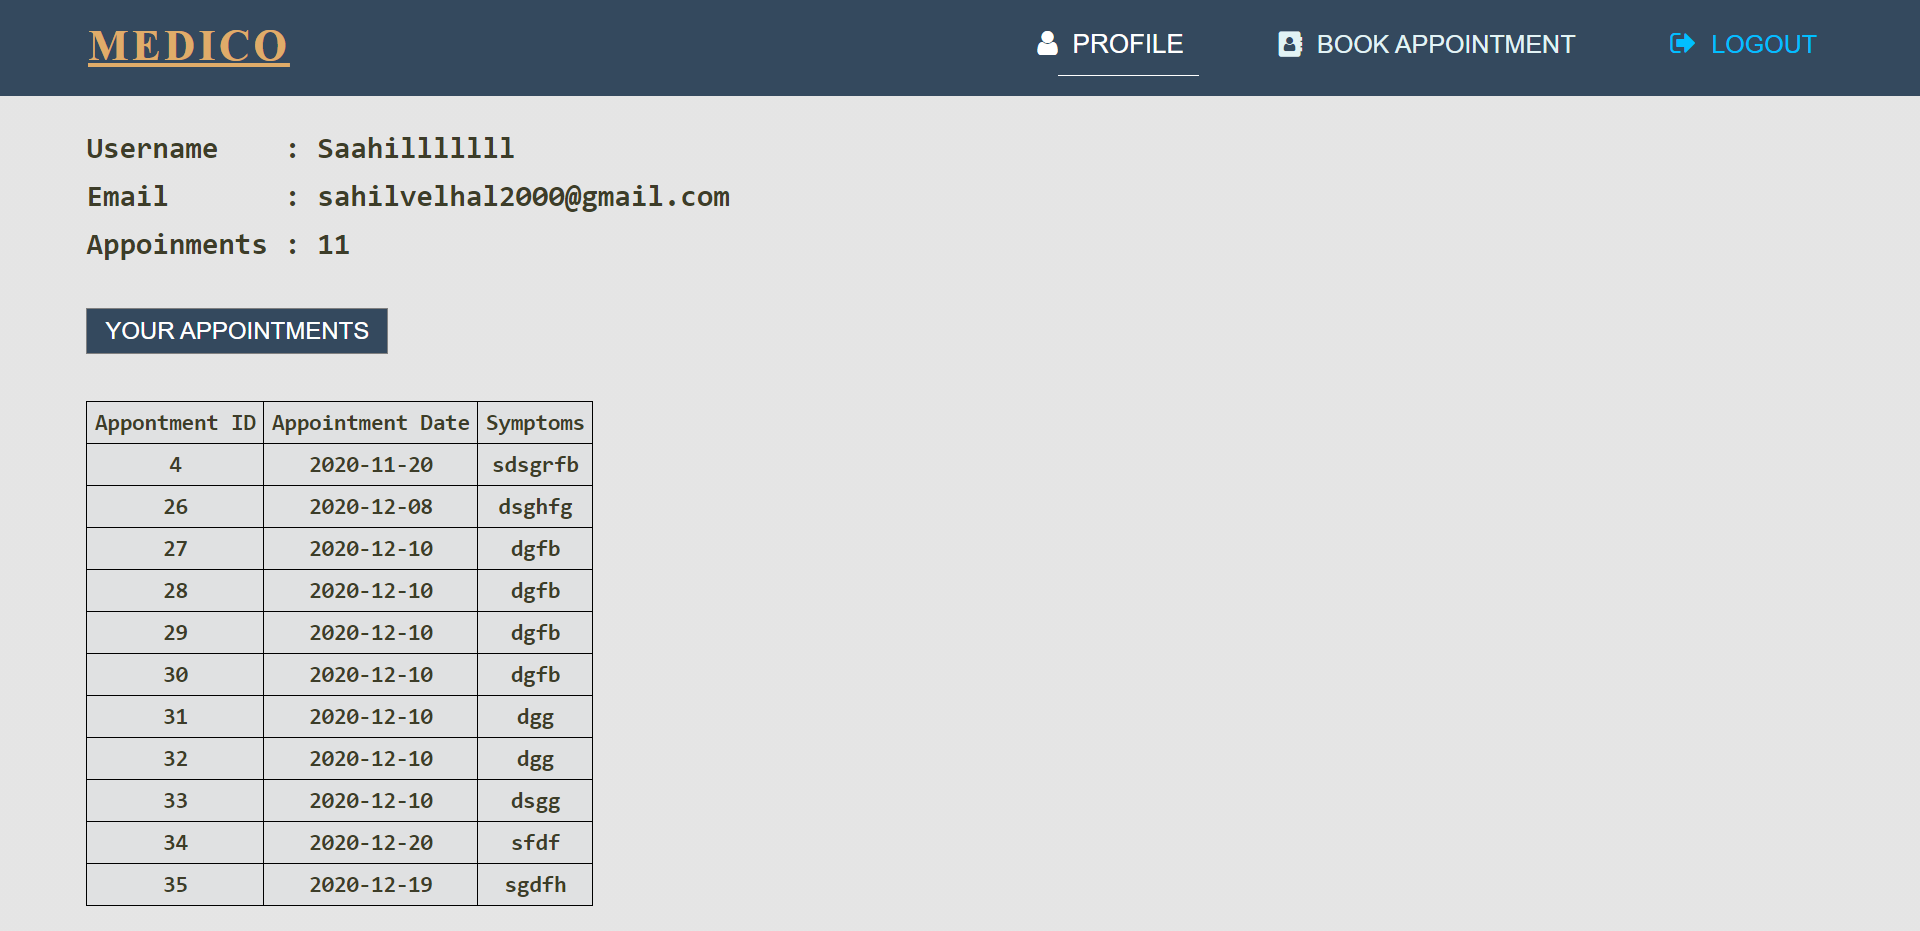 MEDICO PROFILE BOOK APPOINTMENT LOGOUT
Username : Saahilllllll
Email : sahilvelhal2000@gmail.com
Appoinments : 11
YOUR APPOINTMENTS
Appontment ID Appointment Date Symptoms
4 2020-11-20 sdsgrfb
26 2020-12-08 dsghfg
27 2020-12-10 dgfb
28 2020-12-10 dgfb
29 2020-12-10 dgfb
30 2020-12-10 dgfb
31 2020-12-10 dgg
32 2020-12-10 dgg
33 2020-12-10 dsgg
34 2020-12-20 sfdf
35 2020-12-19 sgdfh